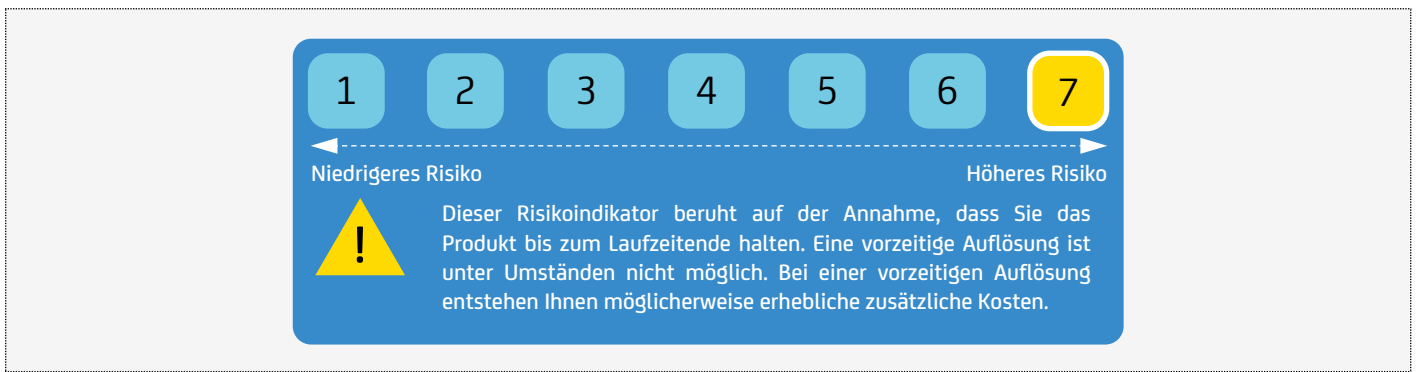 1 2 3 4 5 6 7
Niedrigeres Risiko Höheres Risiko
!
Dieser Risikoindikator beruht auf der Annahme, dass Sie das
Produkt bis zum Laufzeitende halten. Eine vorzeitige Auflösung ist
unter Umständen nicht möglich. Bei einer vorzeitigen Auflösung
entstehen Ihnen möglicherweise erhebliche zusätzliche Kosten.